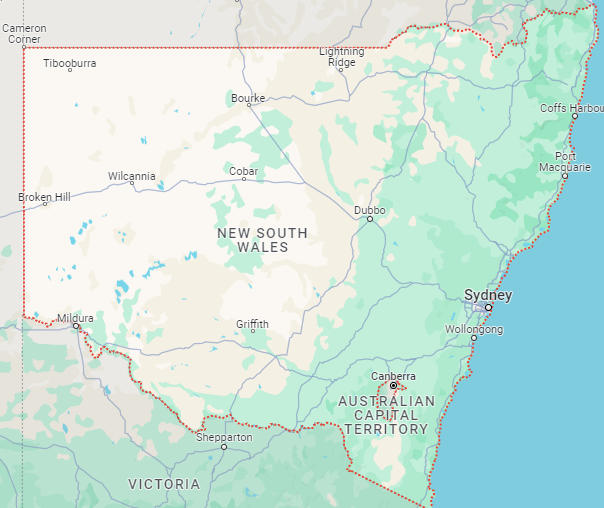 Cameron
Corner
Tibooburra
Lightning
Ridge
Bourke
Coffs Harbou
Port
Macquarie
Wilcannia
Cobar
Broken Hill
Dubbo
NEW SOUTH
WALES
Sydney
Mildura
Griffith
Wollongong
Canberra
AUSTRALIAN
CAPITAL
TERRITORY
Shepparton
VICTORIA